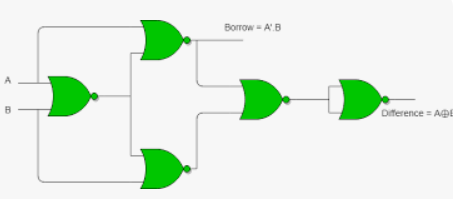 Borrow = A'.B
A
B
Difference = A⊕B